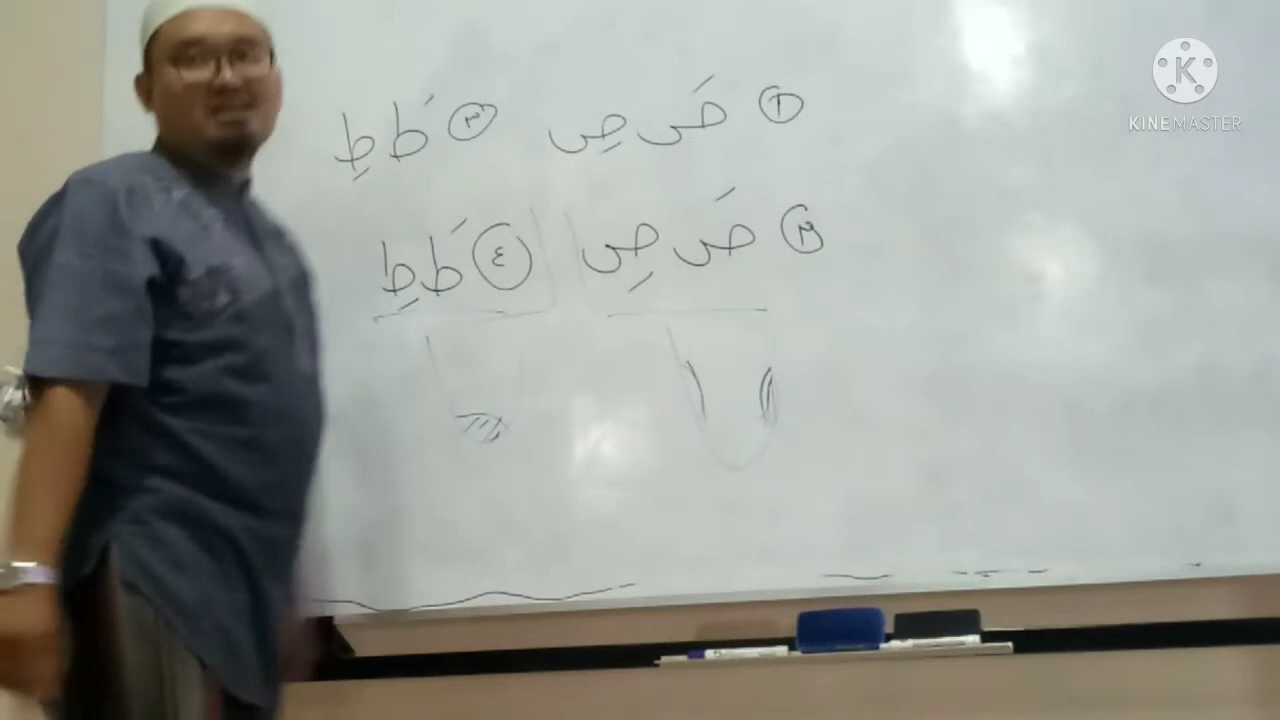 ١ صَ صِ ٣ طَ طِ
٢ صَ صِ ٤ طَ طِ
KINEMASTER